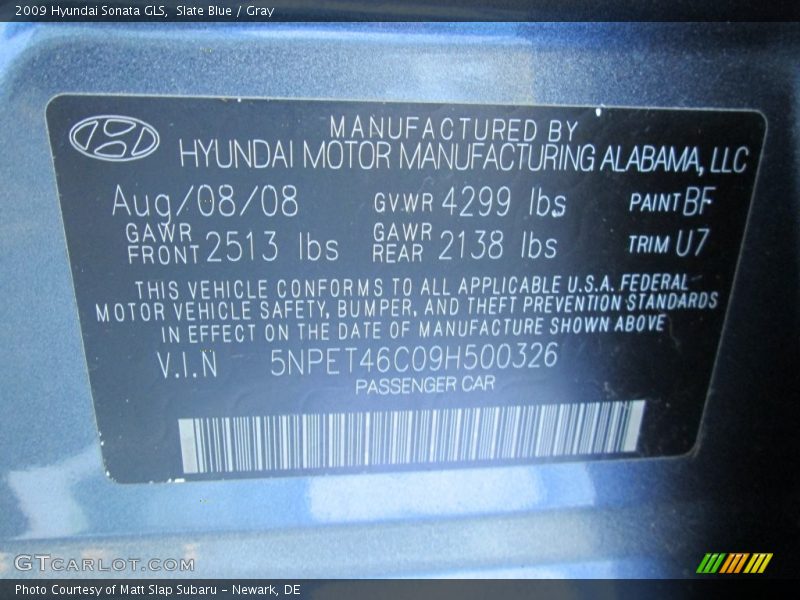 2009 Hyundai Sonata GLS, Slate Blue / Gray
MANUFACTURED BY
HYUNDAI MOTOR MANUFACTURING ALABAMA, LLC
Aug/08/08 GVWR 4299 lbs PAINT BF
GAWR FRONT 2513 lbs GAWR REAR 2138 lbs TRIM U7
THIS VEHICLE CONFORMS TO ALL APPLICABLE U.S.A. FEDERAL
MOTOR VEHICLE SAFETY, BUMPER, AND THEFT PREVENTION STANDARDS
IN EFFECT ON THE DATE OF MANUFACTURE SHOWN ABOVE
V.I.N 5NPET46C09H500326
PASSENGER CAR
GTCARLOT.COM
Photo Courtesy of Matt Slap Subaru - Newark, DE